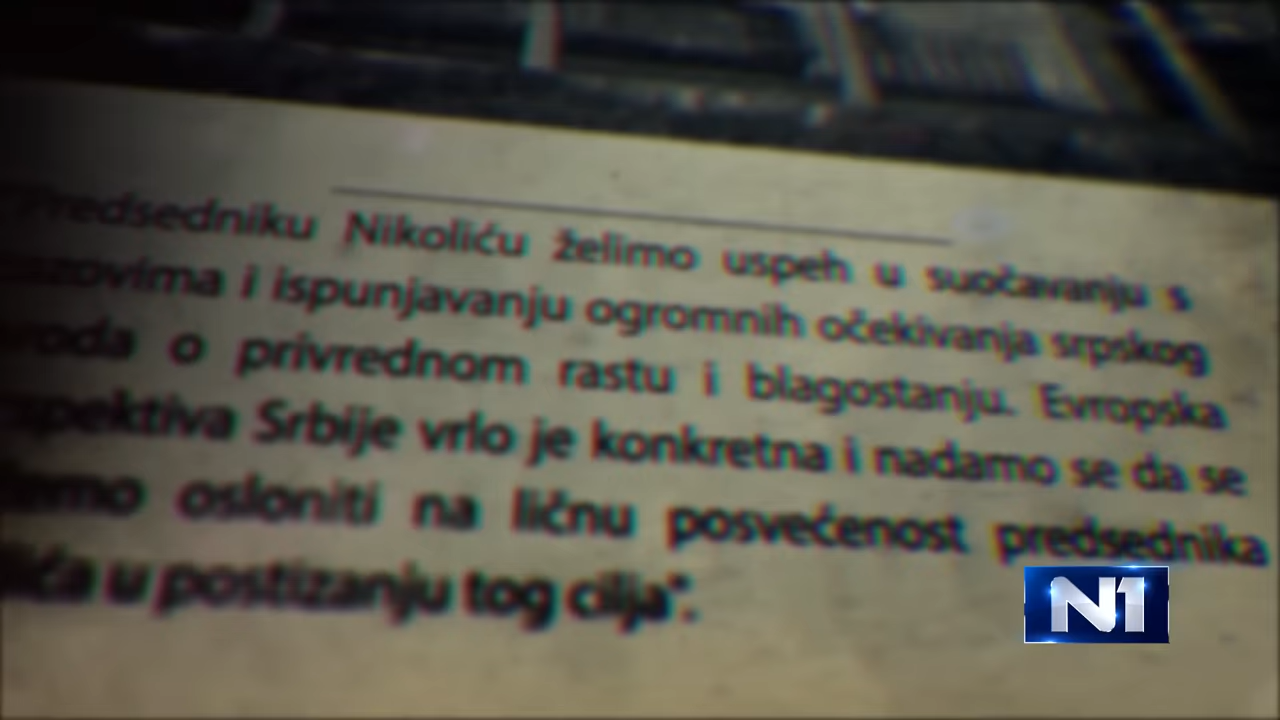 Predsedniku Nikoliću želimo uspeh u suočavanju s
i ispunjavanju ogromnih očekivanja srpskog
o privrednom rastu i blagostanju. Evropska
Srbije vrlo je konkretna i nadamo se da se
osloniti na ličnu posvećenost predsednika
u postizanju tog cilja".
N1